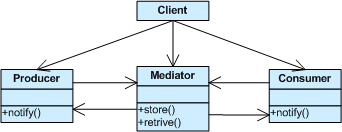 Client
Producer
+notify()
Mediator
+store()
+retrive()
Consumer
+notify()